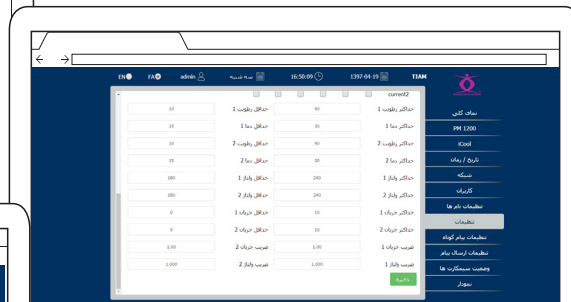 EN FA admin سه شنبه 16:50:09 1397-04-19 TIAM
current2
حداکثر رطوبت 1 90 حداقل رطوبت 1 10
حداکثر دما 1 30 حداقل دما 1 15
حداکثر رطوبت 2 90 حداقل رطوبت 2 10
حداکثر دما 2 30 حداقل دما 2 15
حداکثر ولتاژ 1 240 حداقل ولتاژ 1 180
حداکثر ولتاژ 2 240 حداقل ولتاژ 2 180
حداکثر جریان 1 10 حداقل جریان 1 0
حداکثر جریان 2 10 حداقل جریان 2 0
ضریب جریان 1 1.00 ضریب جریان 2 1.00
ضریب ولتاژ 1 1.000 ضریب ولتاژ 2 1.000
ذخیره
نمای کلی
PM 1200
iCool
تاریخ / زمان
شبکه
کاربران
تنظیمات نام ها
تنظیمات
تنظیمات پیام کوتاه
تنظیمات ارسال پیام
وضعیت سیمکارت ها
نمودار